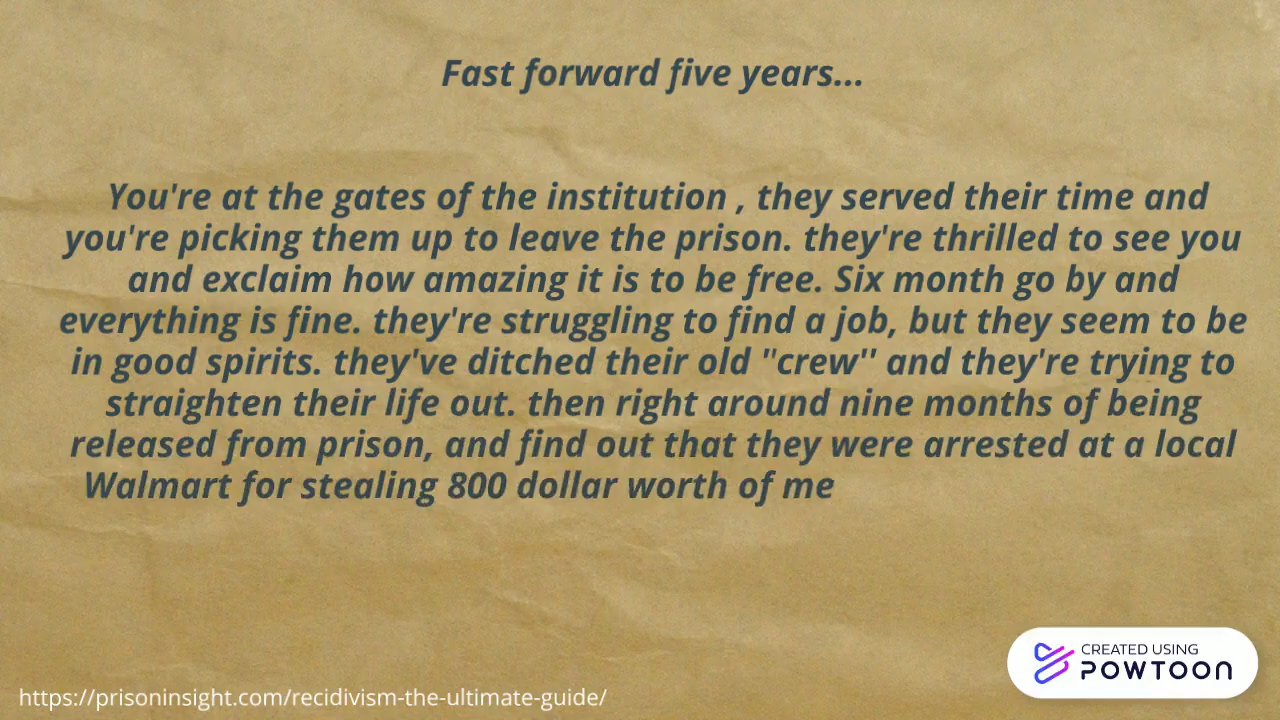 Fast forward five years...
You're at the gates of the institution , they served their time and
you're picking them up to leave the prison. they're thrilled to see you
and exclaim how amazing it is to be free. Six month go by and
everything is fine. they're struggling to find a job, but they seem to be
in good spirits. they've ditched their old "crew" and they're trying to
straighten their life out. then right around nine months of being
released from prison, and find out that they were arrested at a local
Walmart for stealing 800 dollar worth of me
CREATED USING
POWTOON
https://prisoninsight.com/recidivism-the-ultimate-guide/